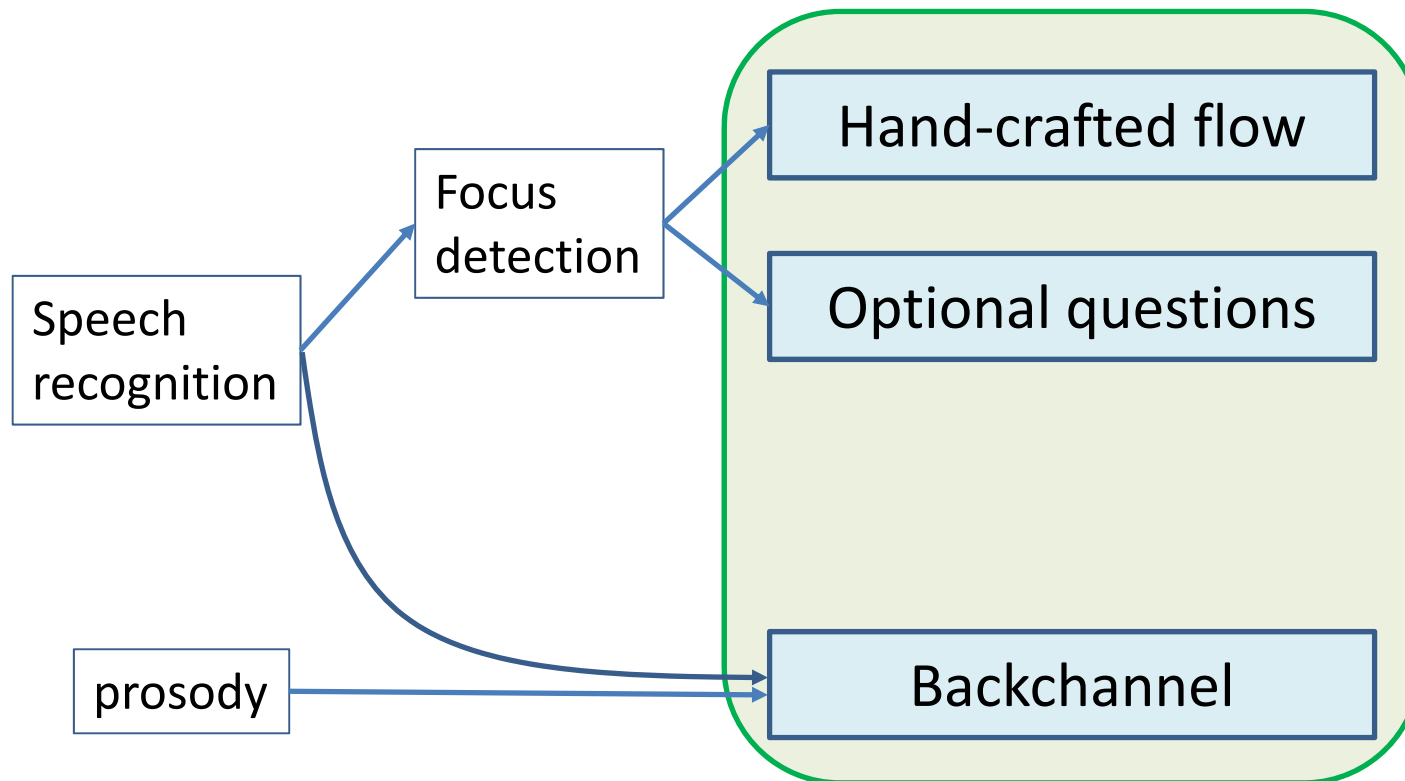 Hand-crafted flow
Focus
detection
Optional questions
Speech
recognition
prosody
Backchannel